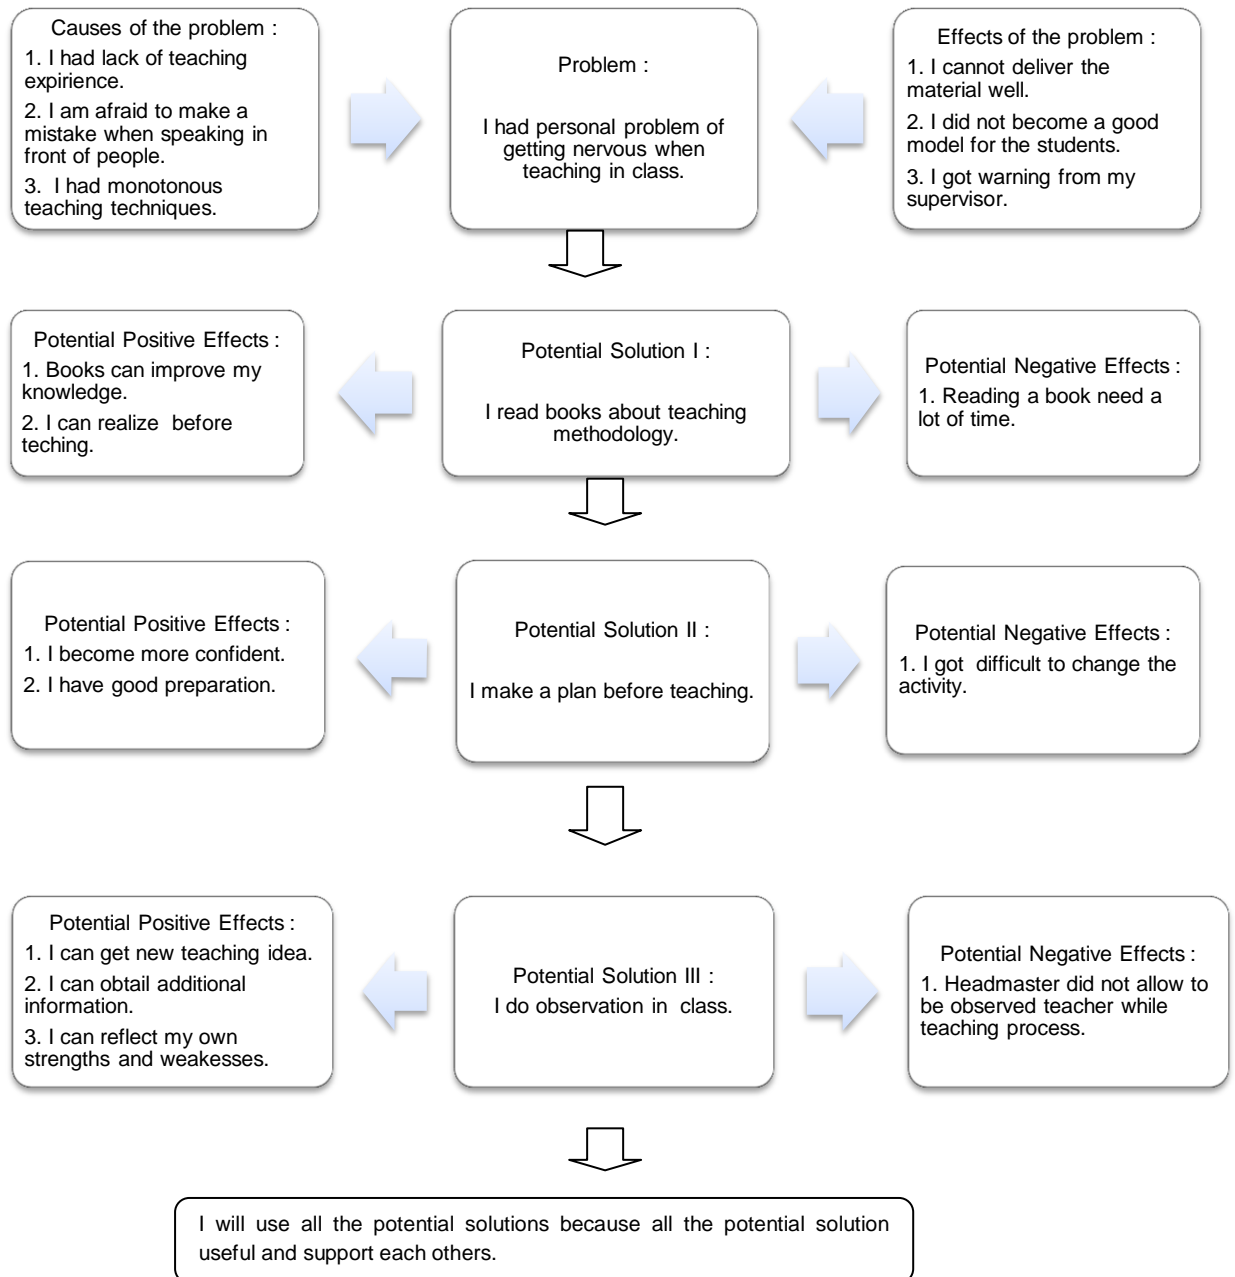 Causes of the problem :
1. I had lack of teaching
expirience.
2. I am afraid to make a
mistake when speaking in
front of people.
3. I had monotonous
teaching techniques.
Problem :
I had personal problem of
getting nervous when
teaching in class.
Effects of the problem :
1. I cannot deliver the
material well.
2. I did not become a good
model for the students.
3. I got warning from my
supervisor.
Potential Positive Effects :
1. Books can improve my
knowledge.
2. I can realize before
teching.
Potential Solution I :
I read books about teaching
methodology.
Potential Negative Effects :
1. Reading a book need a
lot of time.
Potential Positive Effects :
1. I become more confident.
2. I have good preparation.
Potential Solution II :
I make a plan before teaching.
Potential Negative Effects :
1. I got difficult to change the
activity.
Potential Positive Effects :
1. I can get new teaching idea.
2. I can obtail additional
information.
3. I can reflect my own
strengths and weakesses.
Potential Solution III :
I do observation in class.
Potential Negative Effects :
1. Headmaster did not allow to
be observed teacher while
teaching process.
I will use all the potential solutions because all the potential solution
useful and support each others.